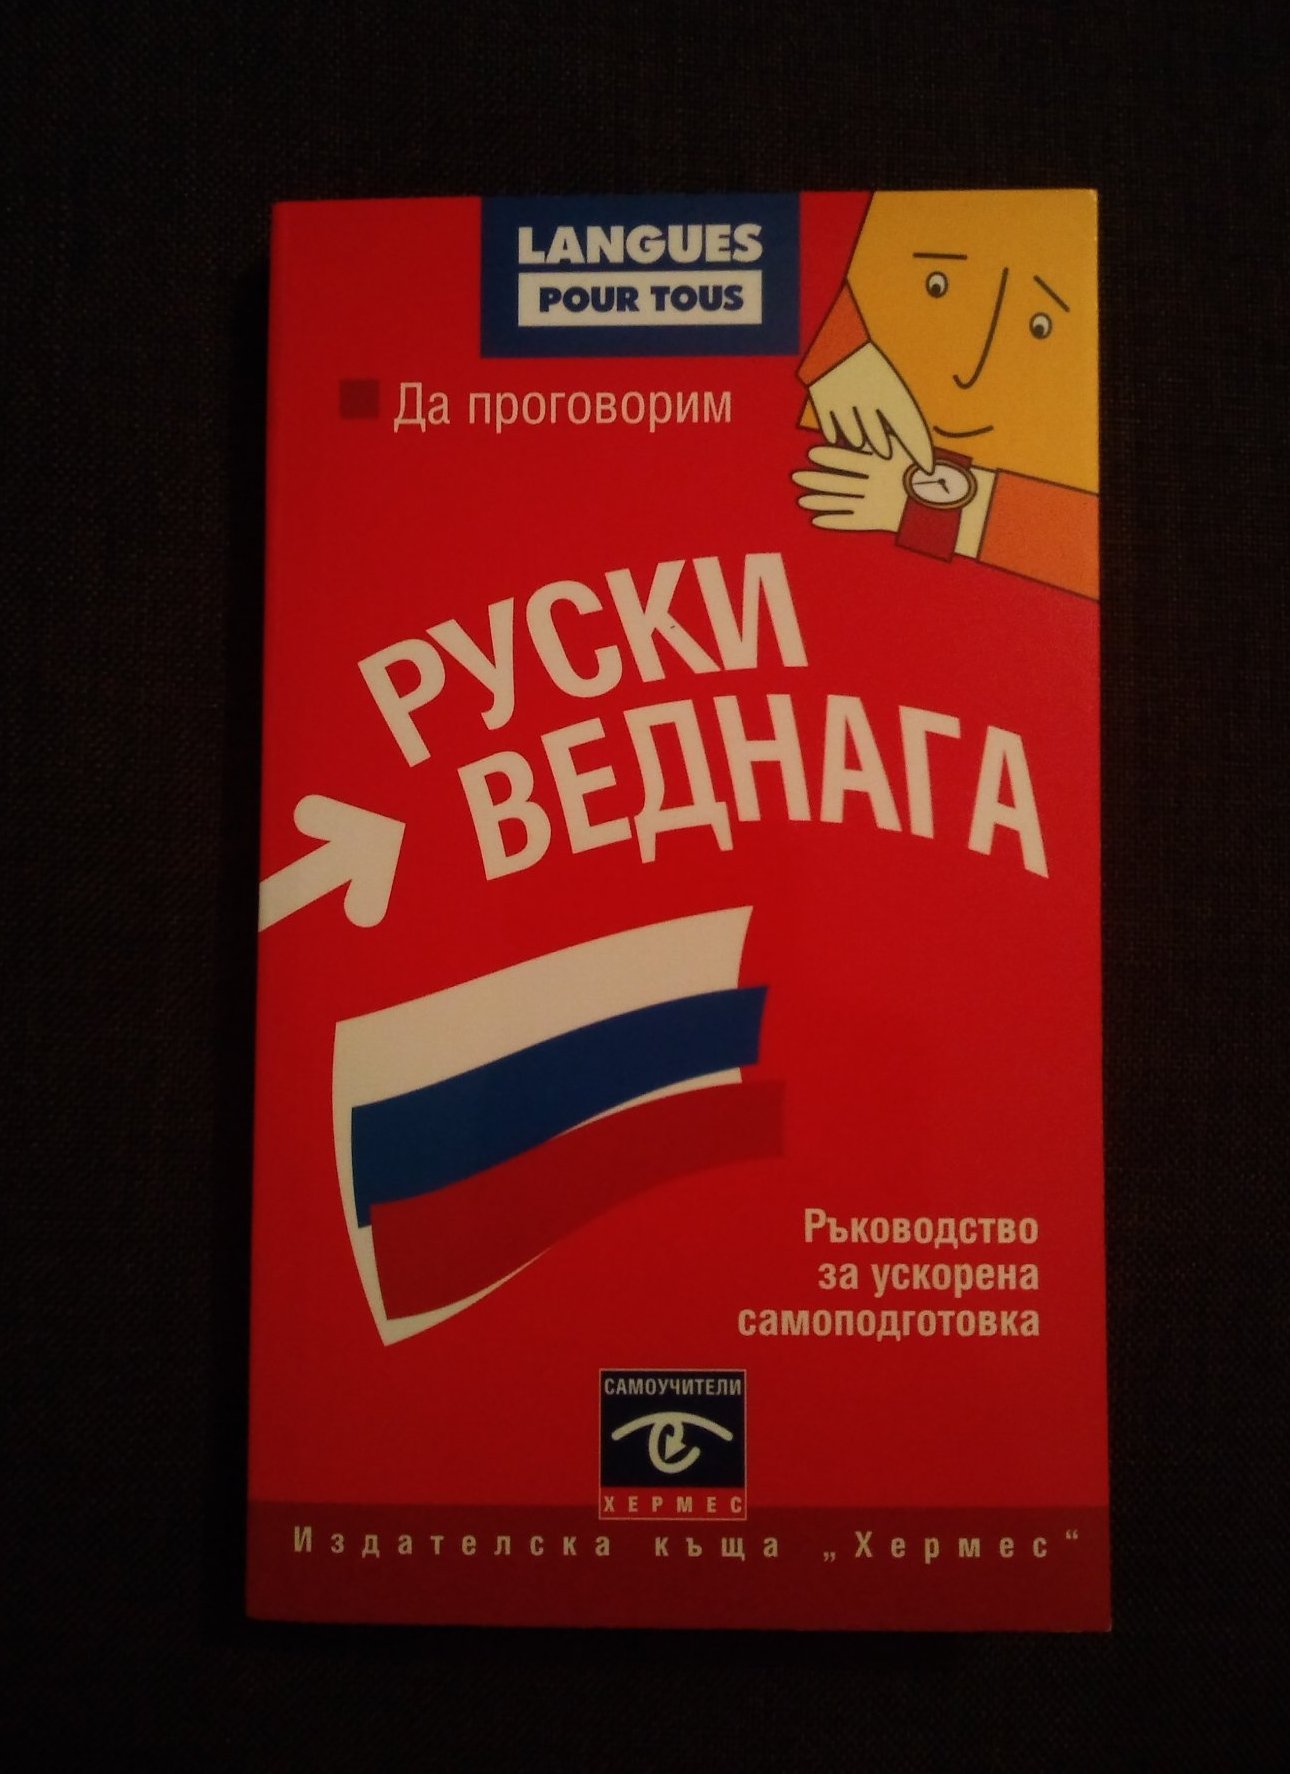 LANGUES
POUR TOUS
Да проговорим
РУСКИ
ВЕДНАГА
Ръководство
за ускорена
самоподготовка
САМОУЧИТЕЛИ
ХЕРМЕС
Издателска къща „Хермес“